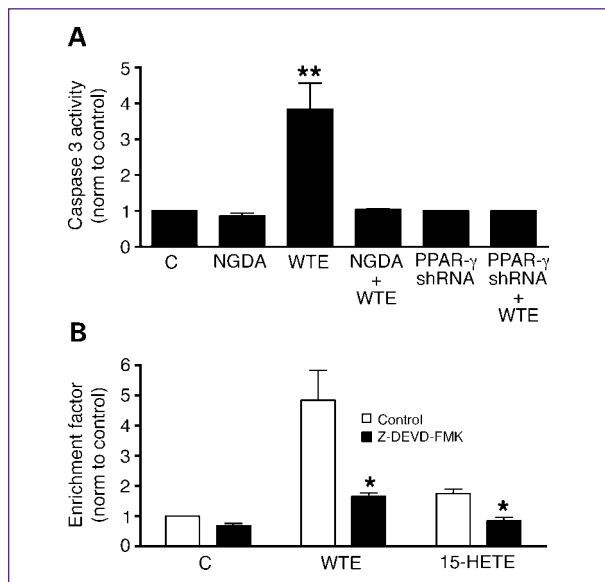 A
Caspase 3 activity
(norm to control)
5
4
3
2
1
0
**
C
NGDA
WTE
NGDA
+
WTE
PPAR-γ
shRNA
PPAR-γ
shRNA
+
WTE
B
Enrichment factor
(norm to control)
6
5
4
3
2
1
0
Control
Z-DEVD-FMK
*
*
C
WTE
15-HETE